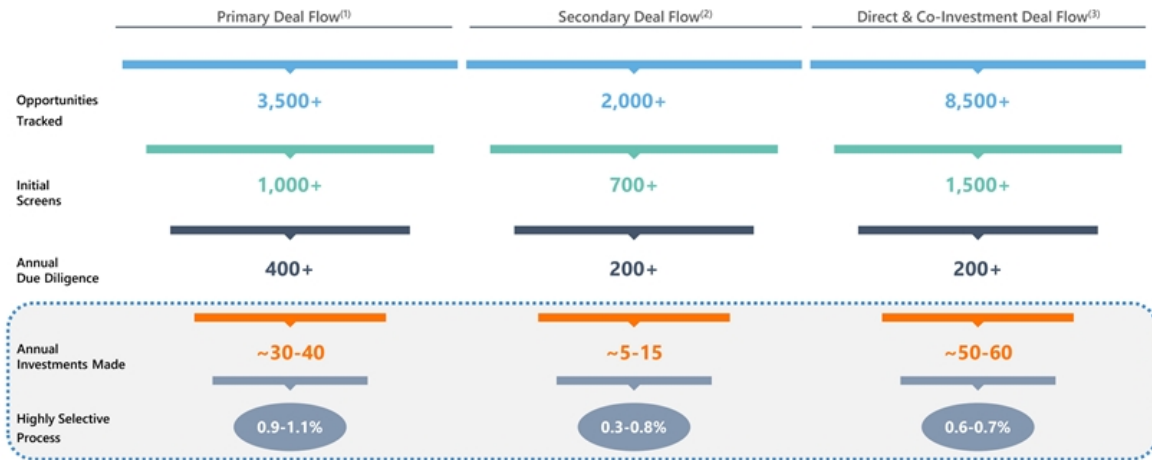 Primary Deal Flow(1) Secondary Deal Flow(2) Direct & Co-Investment Deal Flow(3)
Opportunities
Tracked
3,500+ 2,000+ 8,500+
Initial
Screens
1,000+ 700+ 1,500+
Annual
Due Diligence
400+ 200+ 200+
Annual
Investments Made
~30-40 ~5-15 ~50-60
Highly Selective
Process
0.9-1.1% 0.3-0.8% 0.6-0.7%